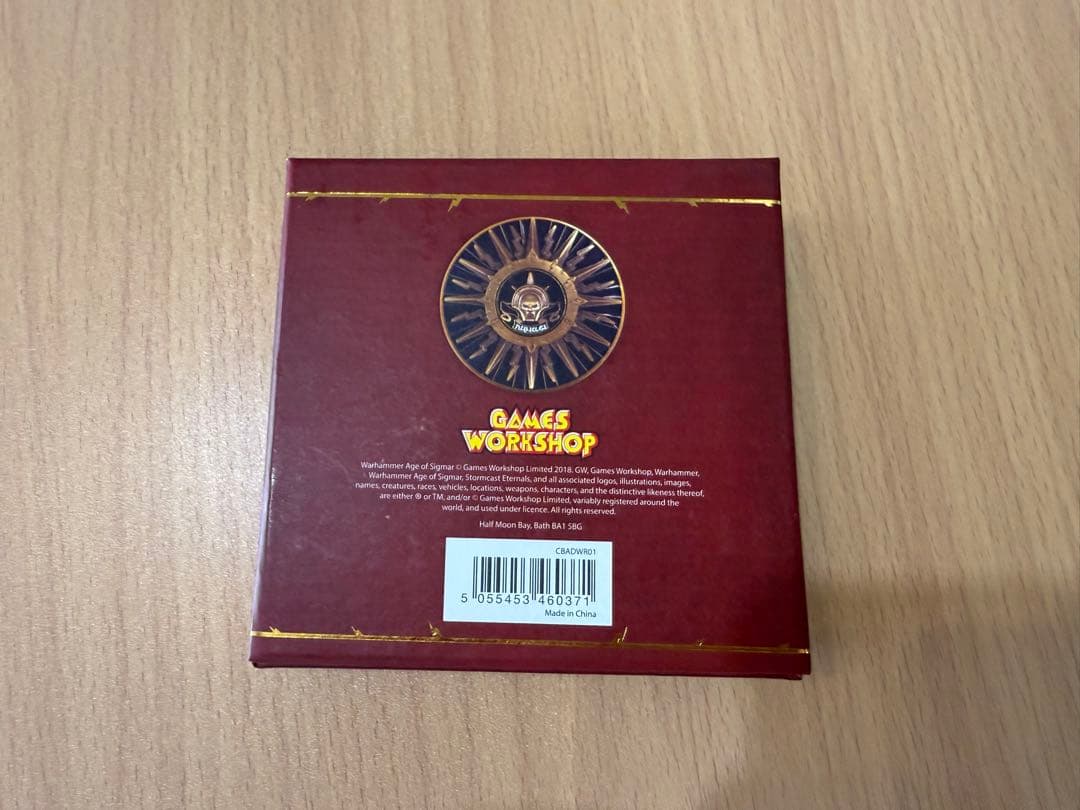 GAMES
WORKSHOP
Warhammer Age of Sigmar © Games Workshop Limited 2018. GW, Games Workshop, Warhammer,
Warhammer Age of Sigmar, Stormcast Eternals, and all associated logos, illustrations, images,
names, creatures, races, vehicles, locations, weapons, characters, and the distinctive likeness thereof,
are either ® or TM, and/or © Games Workshop Limited, variably registered around the
world, and used under licence. All rights reserved.
Half Moon Bay, Bath BA1 5BG
CBADWR01
5 055453 460371
Made in China